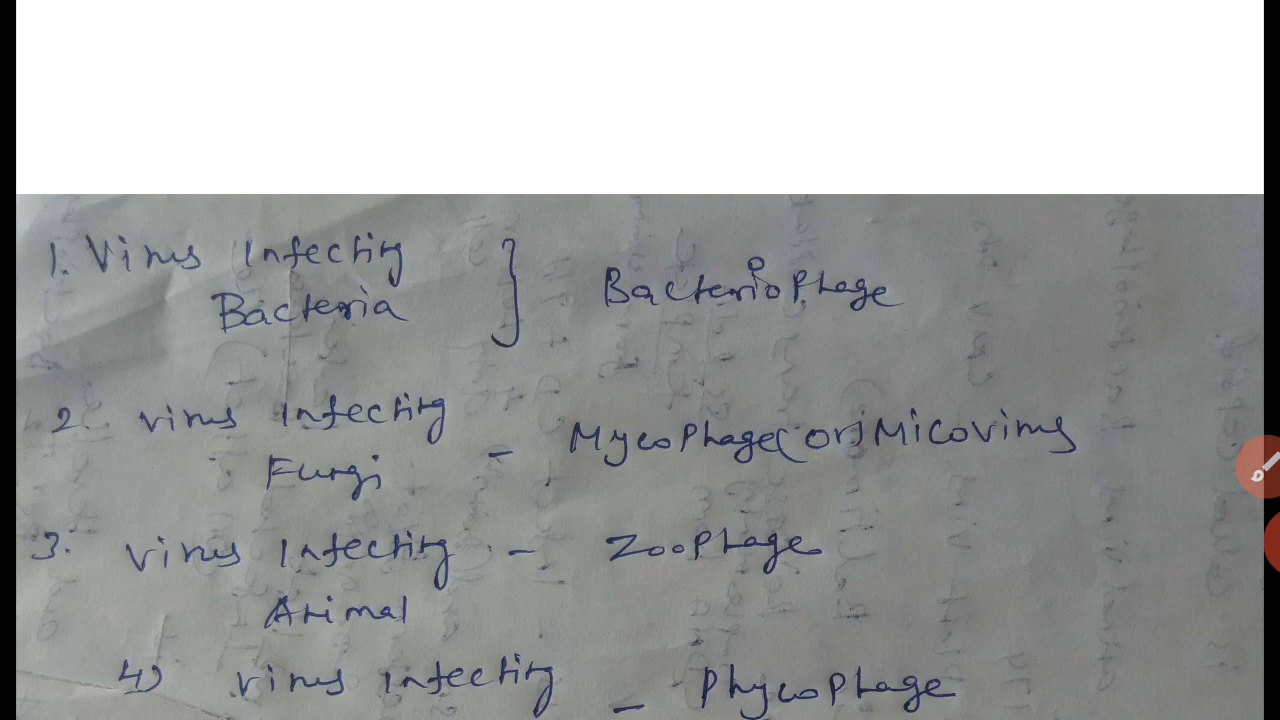 1. Virus Infecting
Bacteria } Bacteriophage
2. virus Infecting
Fungi - Mycophage (or) Micovirus
3. virus Infecting - Zoophage
Animal
4) virus infecting - Phycophage